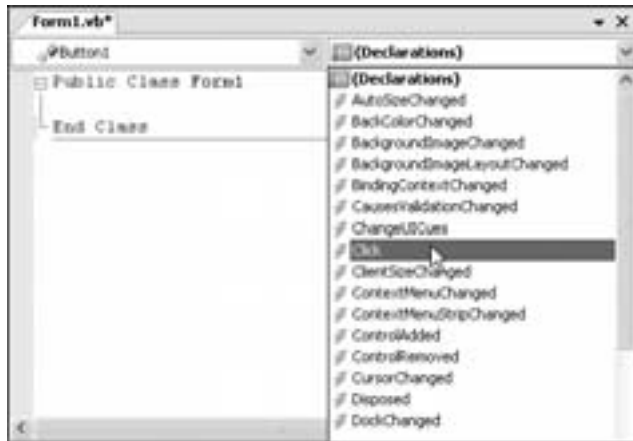 Form1.vb*
Button1
(Declarations)
Public Class Form1
End Class
(Declarations)
AutoSizeChanged
BackColorChanged
BackgroundImageChanged
BackgroundImageLayoutChanged
BindingContextChanged
CausesValidationChanged
ChangeUICues
Click
ClientSizeChanged
ContextMenuChanged
ContextMenuStripChanged
ControlAdded
ControlRemoved
CursorChanged
Disposed
DockChanged